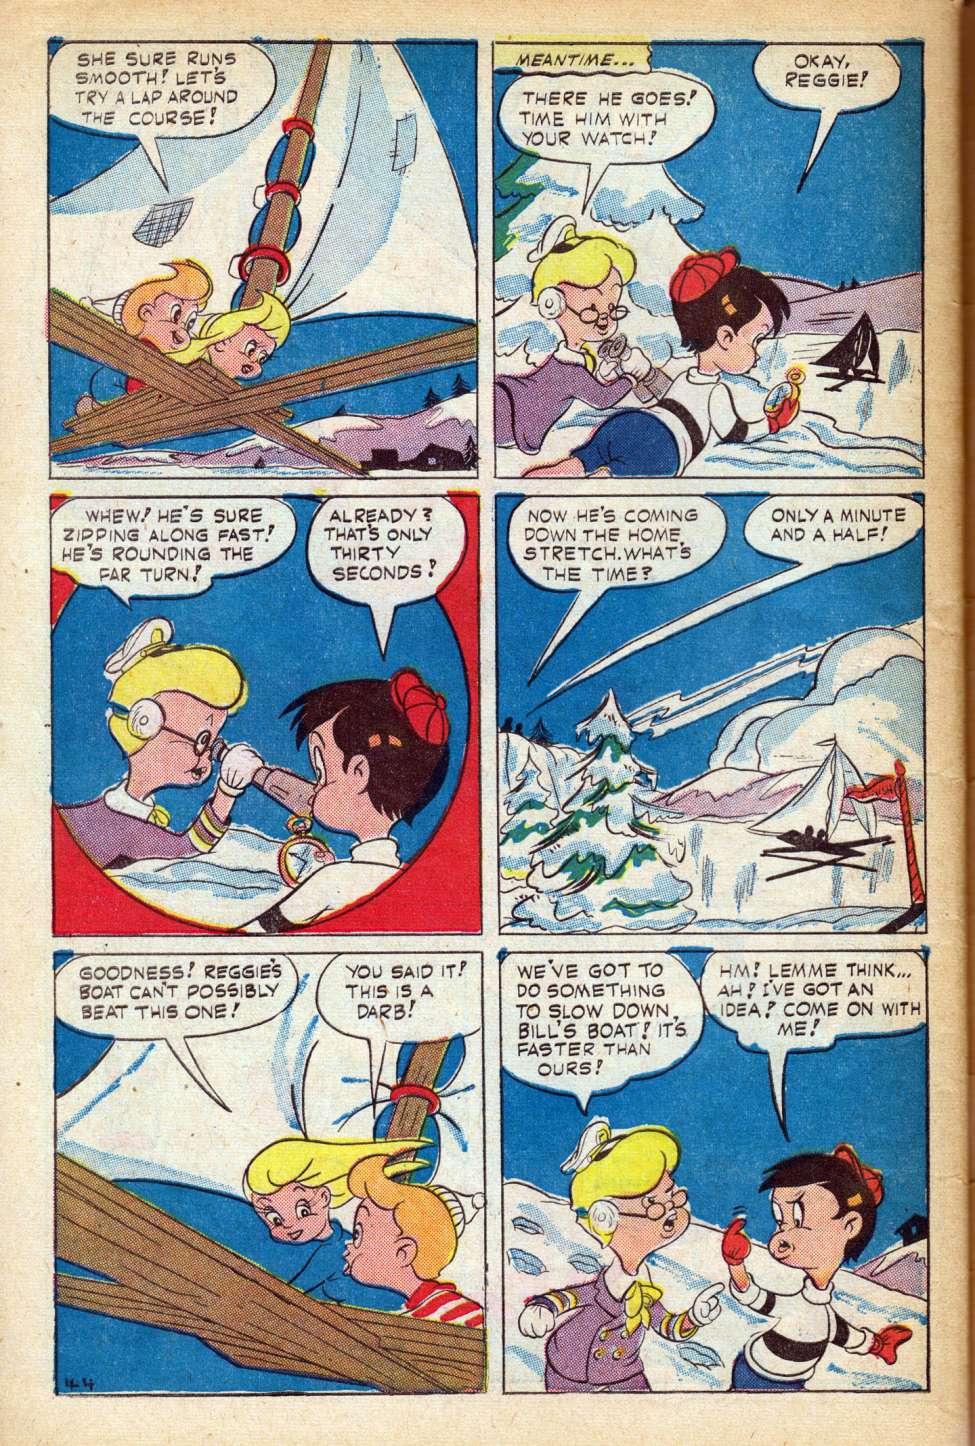 SHE SURE RUNS
SMOOTH! LET'S
TRY A LAP AROUND
THE COURSE!
MEANTIME...
THERE HE GOES!
TIME HIM WITH
YOUR WATCH!
OKAY,
REGGIE!
WHEW! HE'S SURE
ZIPPING ALONG FAST!
HE'S ROUNDING THE
FAR TURN!
ALREADY?
THAT'S ONLY
THIRTY
SECONDS!
NOW HE'S COMING
DOWN THE HOME
STRETCH. WHAT'S
THE TIME?
ONLY A MINUTE
AND A HALF!
GOODNESS! REGGIE'S
BOAT CAN'T POSSIBLY
BEAT THIS ONE!
YOU SAID IT!
THIS IS A
DARB!
WE'VE GOT TO
DO SOMETHING
TO SLOW DOWN,
BILL'S BOAT! IT'S
FASTER THAN
OURS!
HM! LEMME THINK...
AH! I'VE GOT AN
IDEA! COME ON WITH
ME!